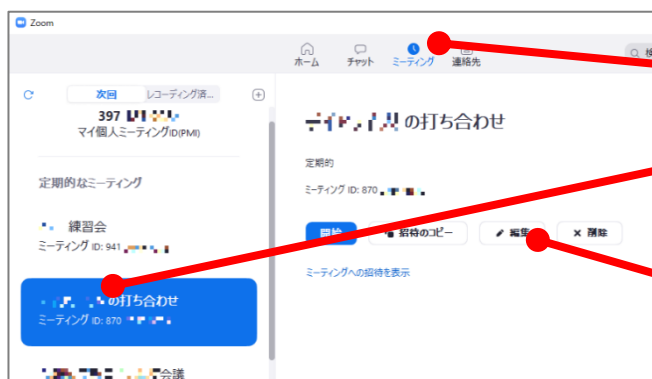 Zoom
ホーム
チャット
ミーティング
連絡先
検
次回
レコーディング済...
397
マイ個人ミーティングID(PMI)
定期的なミーティング
練習会
ミーティング ID: 941
の打ち合わせ
ミーティング ID: 870
会議
の打ち合わせ
定期的
ミーティング ID: 870
開始
招待のコピー
編集
× 削除
ミーティングへの招待を表示